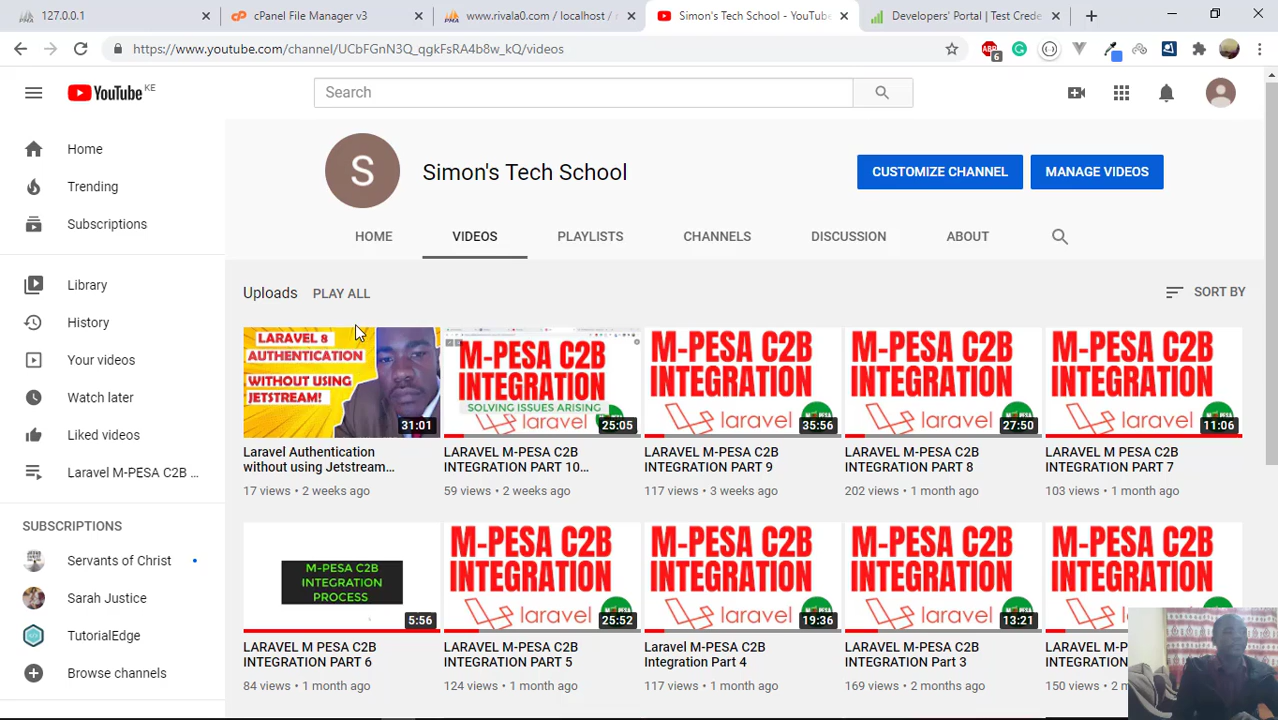 127.0.0.1
cPanel File Manager v3
www.rivala0.com / localhost /
Simon's Tech School - YouTube
Developers' Portal | Test Crede
https://www.youtube.com/channel/UCbFGnN3Q_qgkFsRA4b8w_kQ/videos
6
YouTube KE
Search
Home
Trending
Subscriptions
Library
History
Your videos
Watch later
Liked videos
Laravel M-PESA C2B ...
SUBSCRIPTIONS
Servants of Christ
Sarah Justice
TutorialEdge
Browse channels
S
Simon's Tech School
CUSTOMIZE CHANNEL
MANAGE VIDEOS
HOME
VIDEOS
PLAYLISTS
CHANNELS
DISCUSSION
ABOUT
Uploads
PLAY ALL
SORT BY
LARAVEL 8
AUTHENTICATION
WITHOUT USING
JETSTREAM!
31:01
Laravel Authentication
without using Jetstream...
17 views • 2 weeks ago
M-PESA C2B
INTEGRATION
SOLVING ISSUES ARISING
laravel
25:05
LARAVEL M-PESA C2B
INTEGRATION PART 10...
59 views • 2 weeks ago
M-PESA C2B
INTEGRATION
laravel
35:56
LARAVEL M-PESA C2B
INTEGRATION PART 9
117 views • 3 weeks ago
M-PESA C2B
INTEGRATION
laravel
27:50
LARAVEL M-PESA C2B
INTEGRATION PART 8
202 views • 1 month ago
M-PESA C2B
INTEGRATION
laravel
11:06
LARAVEL M PESA C2B
INTEGRATION PART 7
103 views • 1 month ago
M-PESA C2B
INTEGRATION
PROCESS
5:56
LARAVEL M PESA C2B
INTEGRATION PART 6
84 views • 1 month ago
M-PESA C2B
INTEGRATION
laravel
25:52
LARAVEL M-PESA C2B
INTEGRATION PART 5
124 views • 1 month ago
M-PESA C2B
INTEGRATION
laravel
19:36
Laravel M-PESA C2B
Integration Part 4
117 views • 1 month ago
M-PESA C2B
INTEGRATION
laravel
13:21
LARAVEL M-PESA C2B
INTEGRATION Part 3
169 views • 2 months ago
M-PESA C2B
INTEGRATION
LARAVEL
INTEGRA
150 views • 2